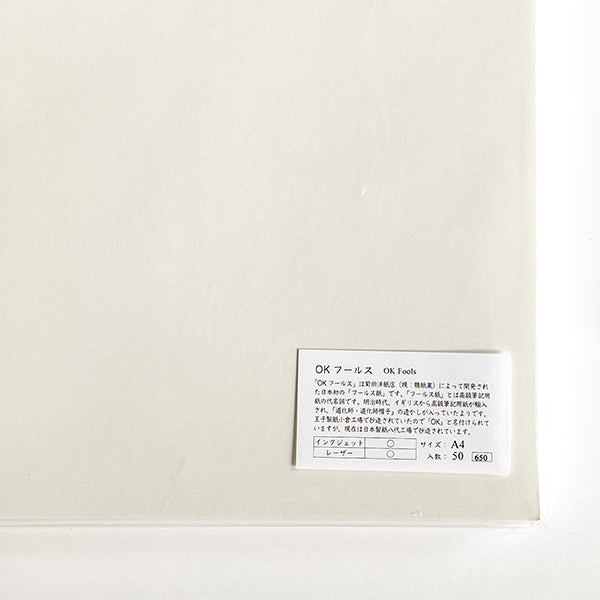 OKフールス OK Fools
「OKフールス」は菊田洋紙店（現：鶴紙業）によって開発され
た日本初の「フールス紙」です。「フールス紙」とは高級筆記用
紙の代名詞です。明治時代、イギリスから高級筆記用紙が輸入
され、「道化師・道化師帽子」の透かしが入っていたようです。
王子製紙小倉工場で抄造されていたので「OK」と名付けられて
いますが、現在は日本製紙八代工場で抄造されています。
インクジェット ○ サイズ： A4
レーザー ○ 入数： 50 650